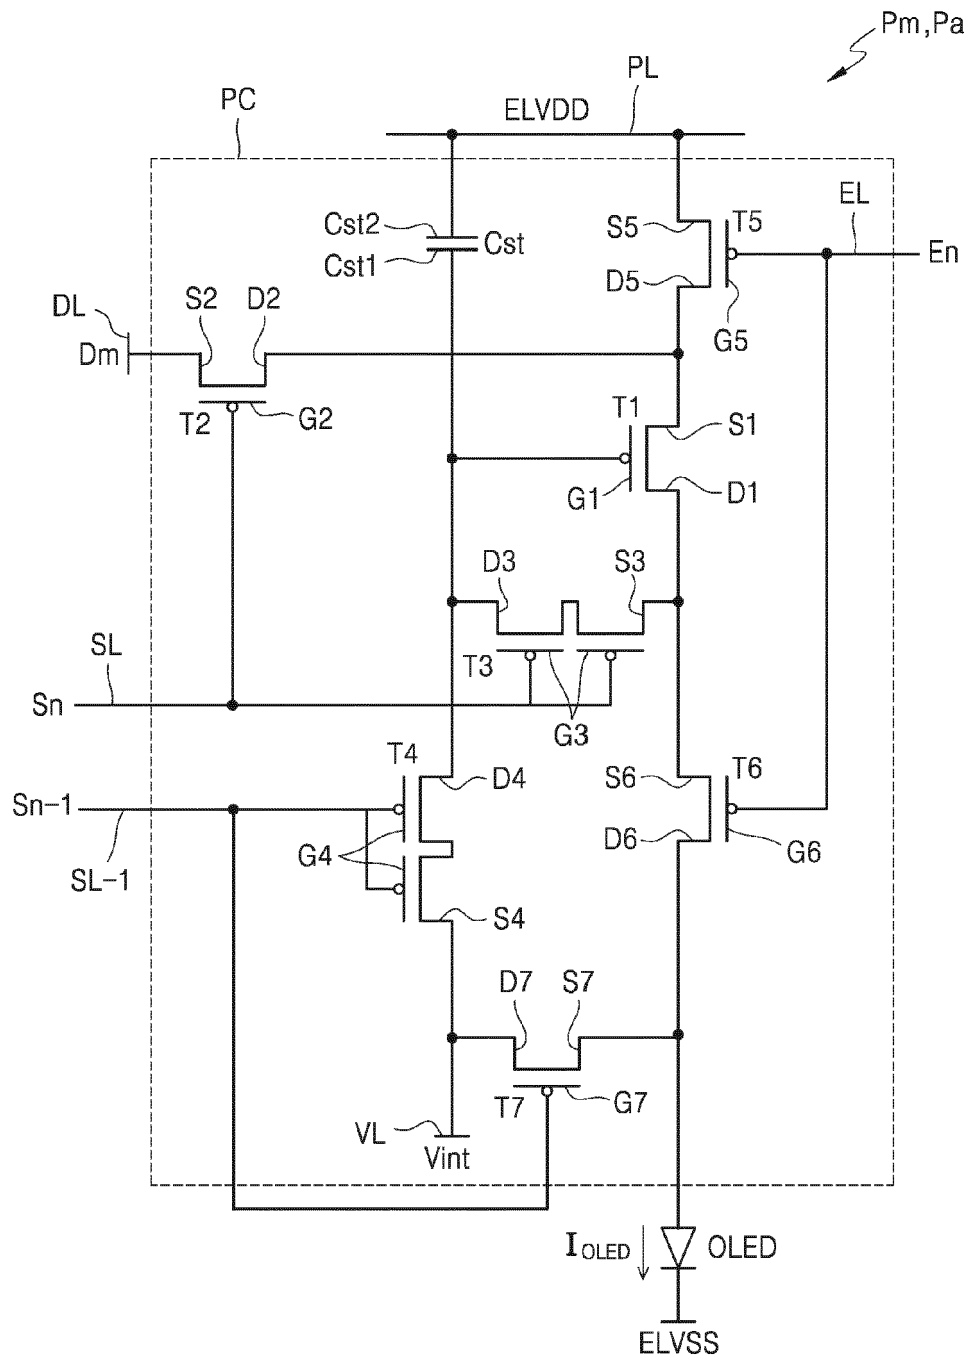 Pm,Pa
PL
PC
ELVDD
EL
Cst2
Cst
Cst1
S5
T5
En
D5
G5
DL
S2
D2
Dm
T2
G2
T1
S1
G1
D1
D3
S3
SL
T3
Sn
G3
T4
D4
S6
T6
Sn-1
G4
D6
G6
SL-1
S4
D7
S7
T7
G7
VL
Vint
IOLED
OLED
ELVSS